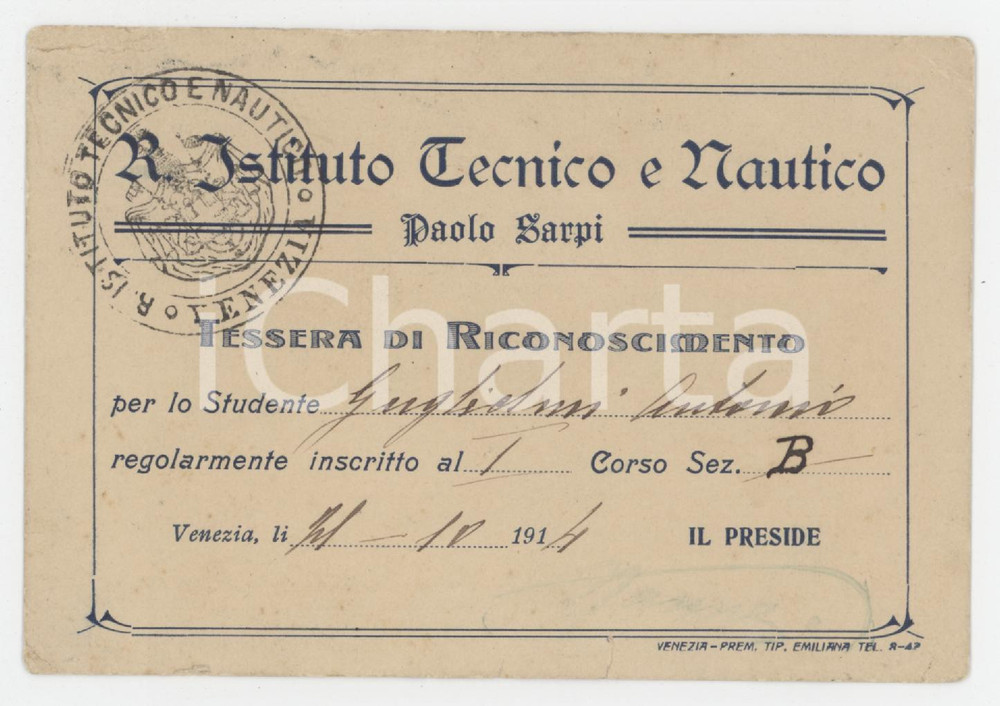 R. ISTITUTO TECNICO E NAUTICO
VENEZIA
R. Istituto Tecnico e Nautico
Paolo Sarpi
iCharta
TESSERA DI RICONOSCIMENTO
per lo Studente Guglielmi Antonio
regolarmente inscritto al I Corso Sez. B
Venezia, li - 10 1914 IL PRESIDE
VENEZIA - PREM. TIP. EMILIANA TEL. 8-47